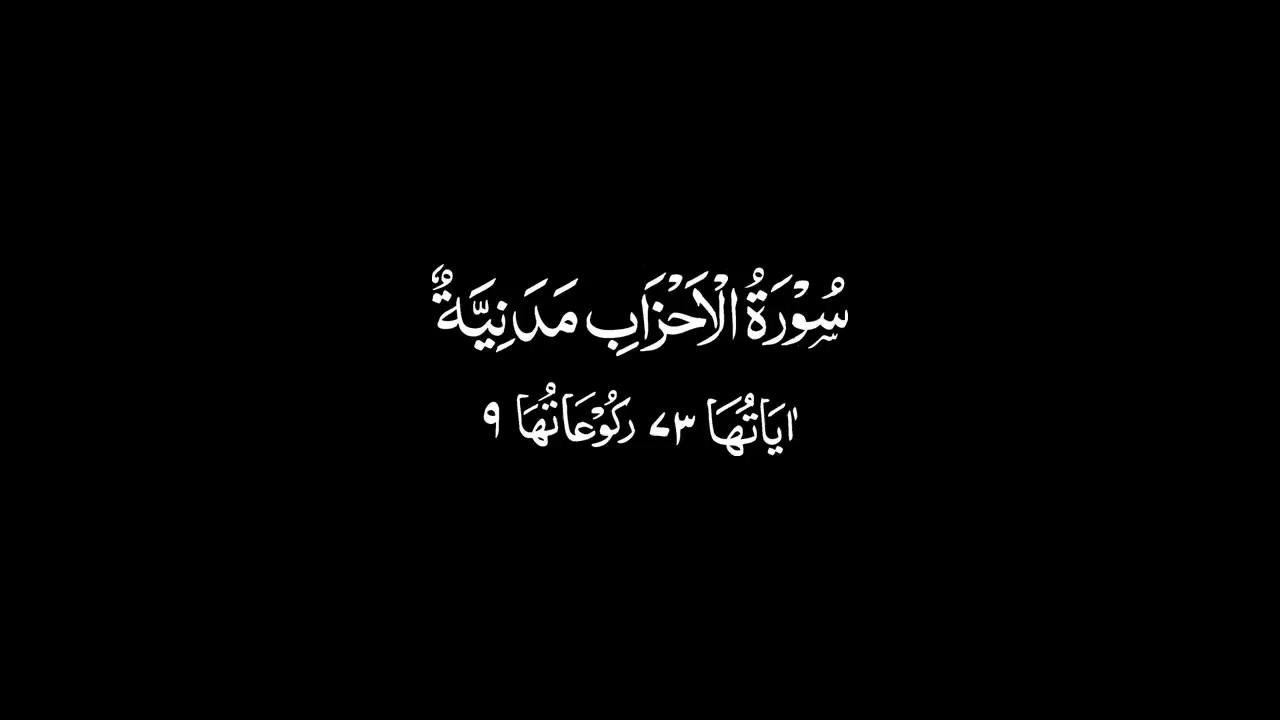 سُوْرَةُ الْاَحْزَابِ مَدَنِيَّةٌ
اٰيَاتُهَا ٧٣ رُكُوْعَاتُهَا ٩